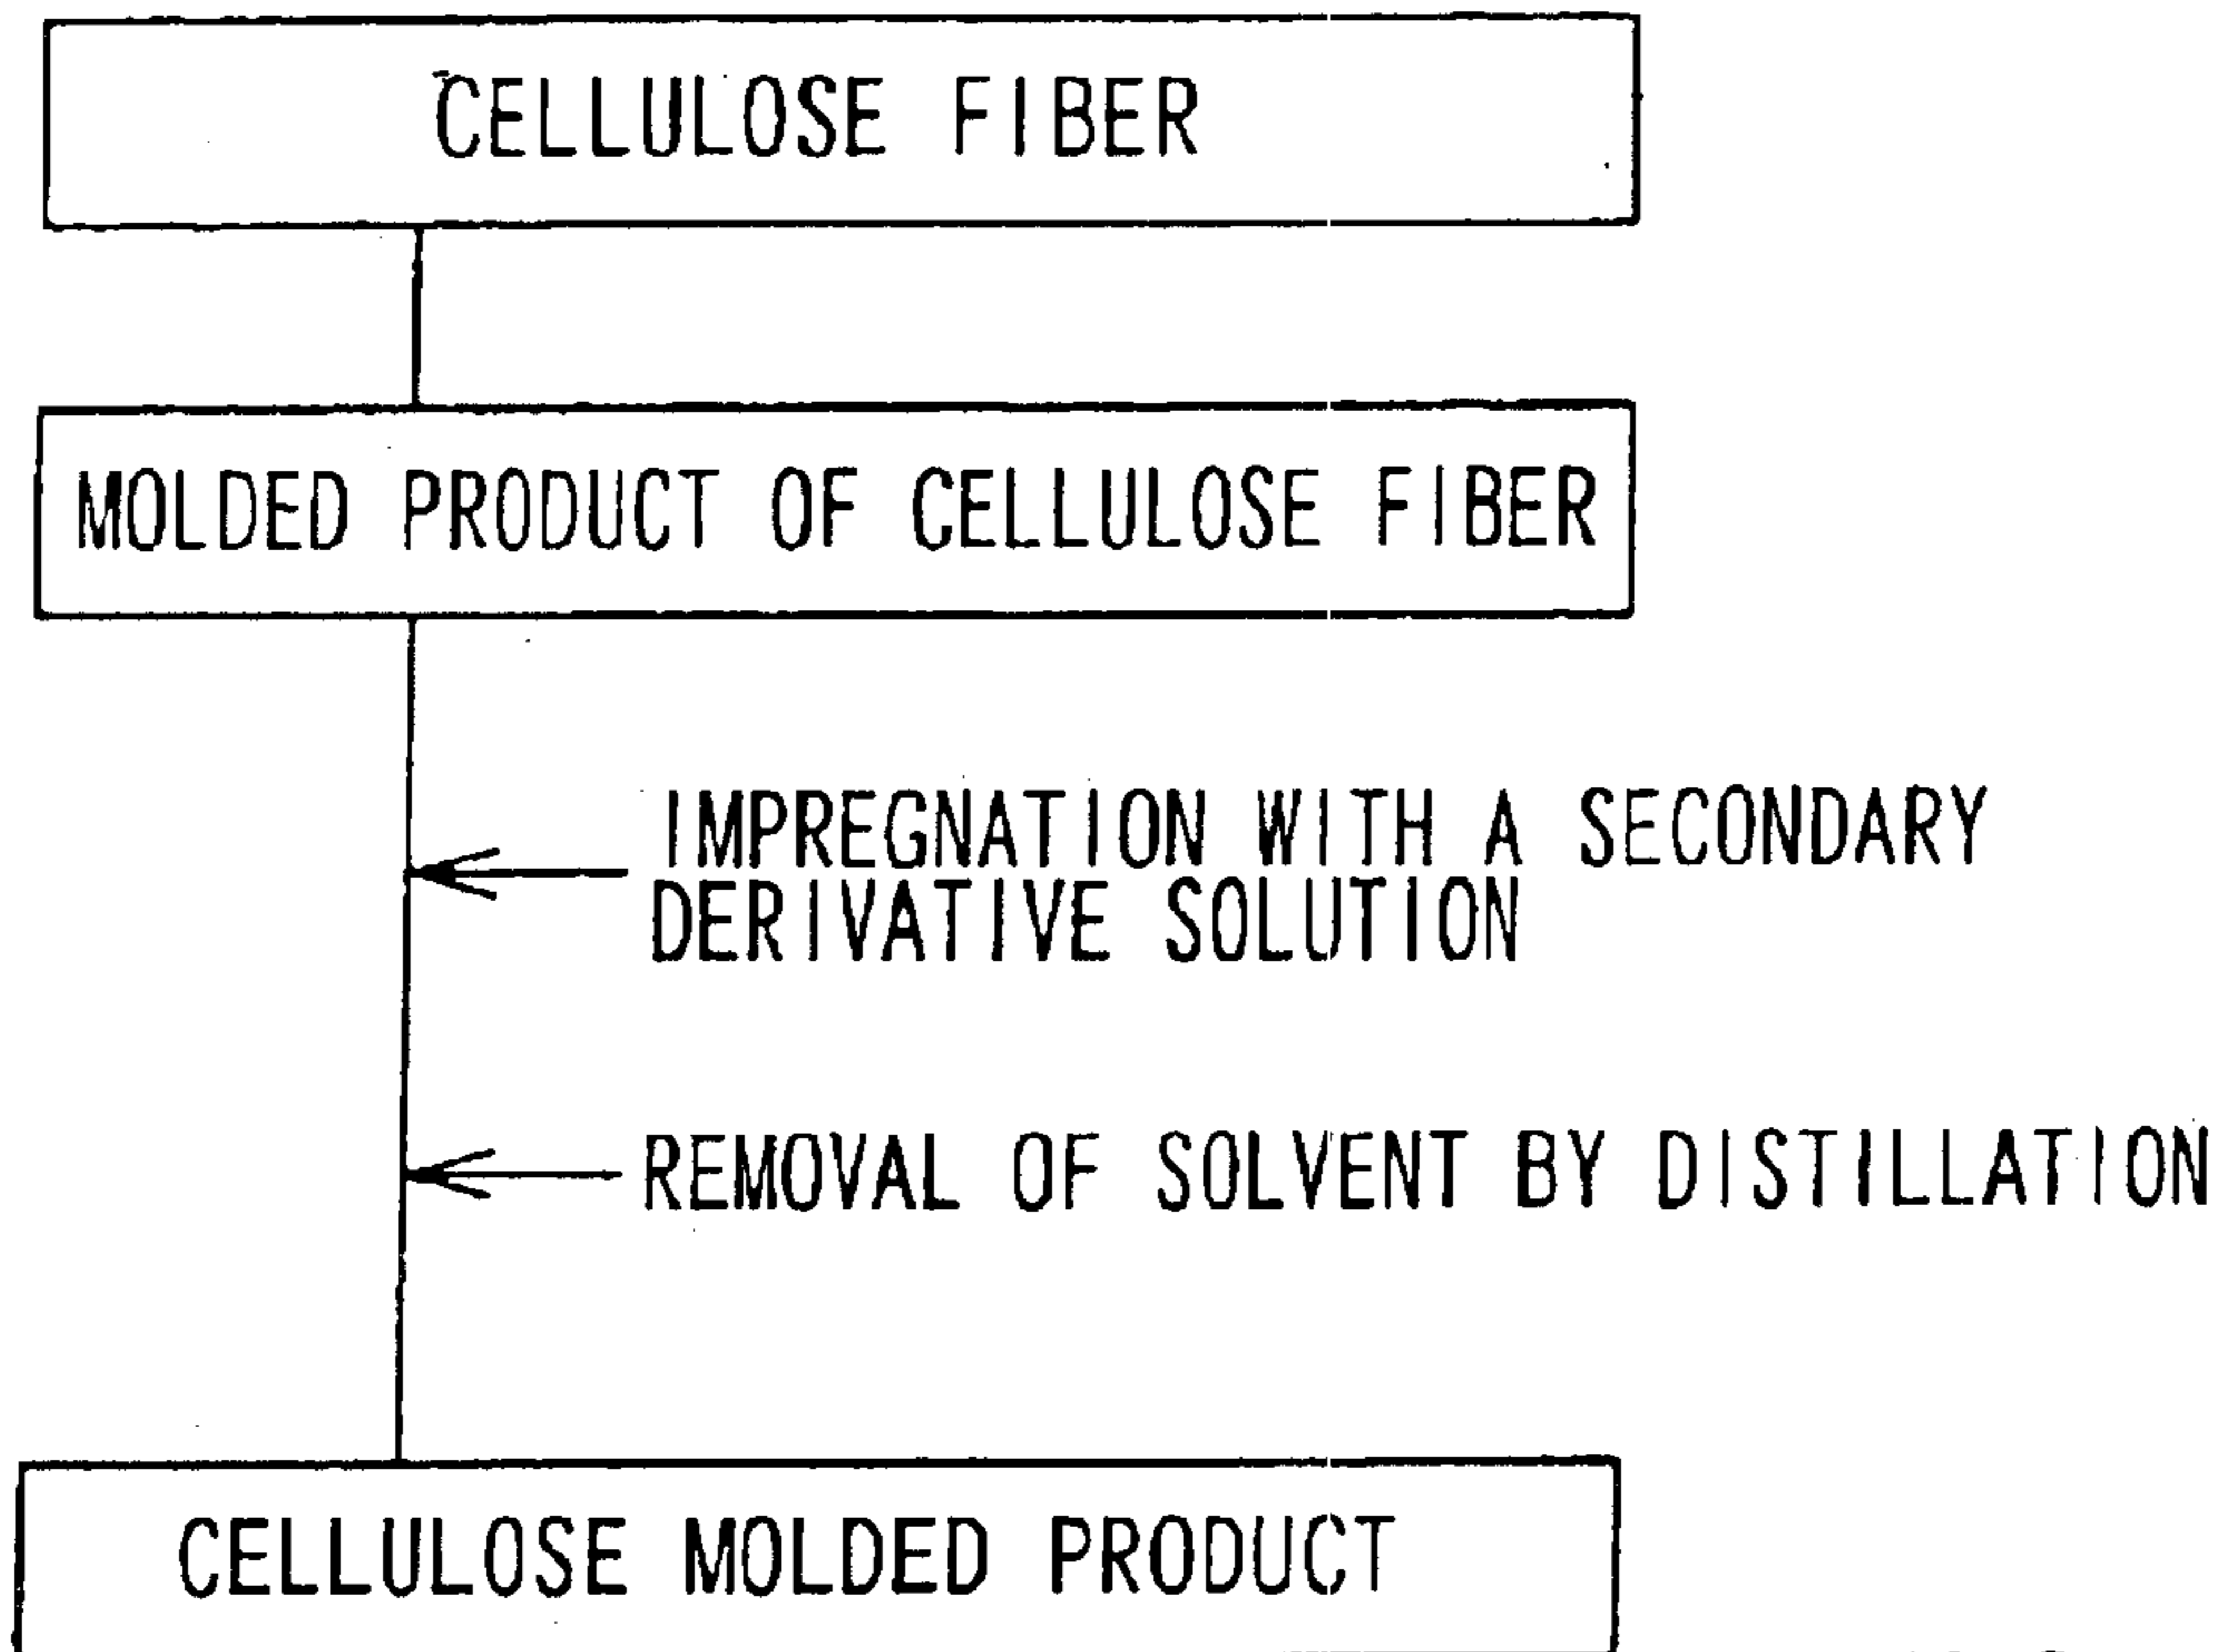 CELLULOSE FIBER
MOLDED PRODUCT OF CELLULOSE FIBER
IMPREGNATION WITH A SECONDARY
DERIVATIVE SOLUTION
REMOVAL OF SOLVENT BY DISTILLATION
CELLULOSE MOLDED PRODUCT